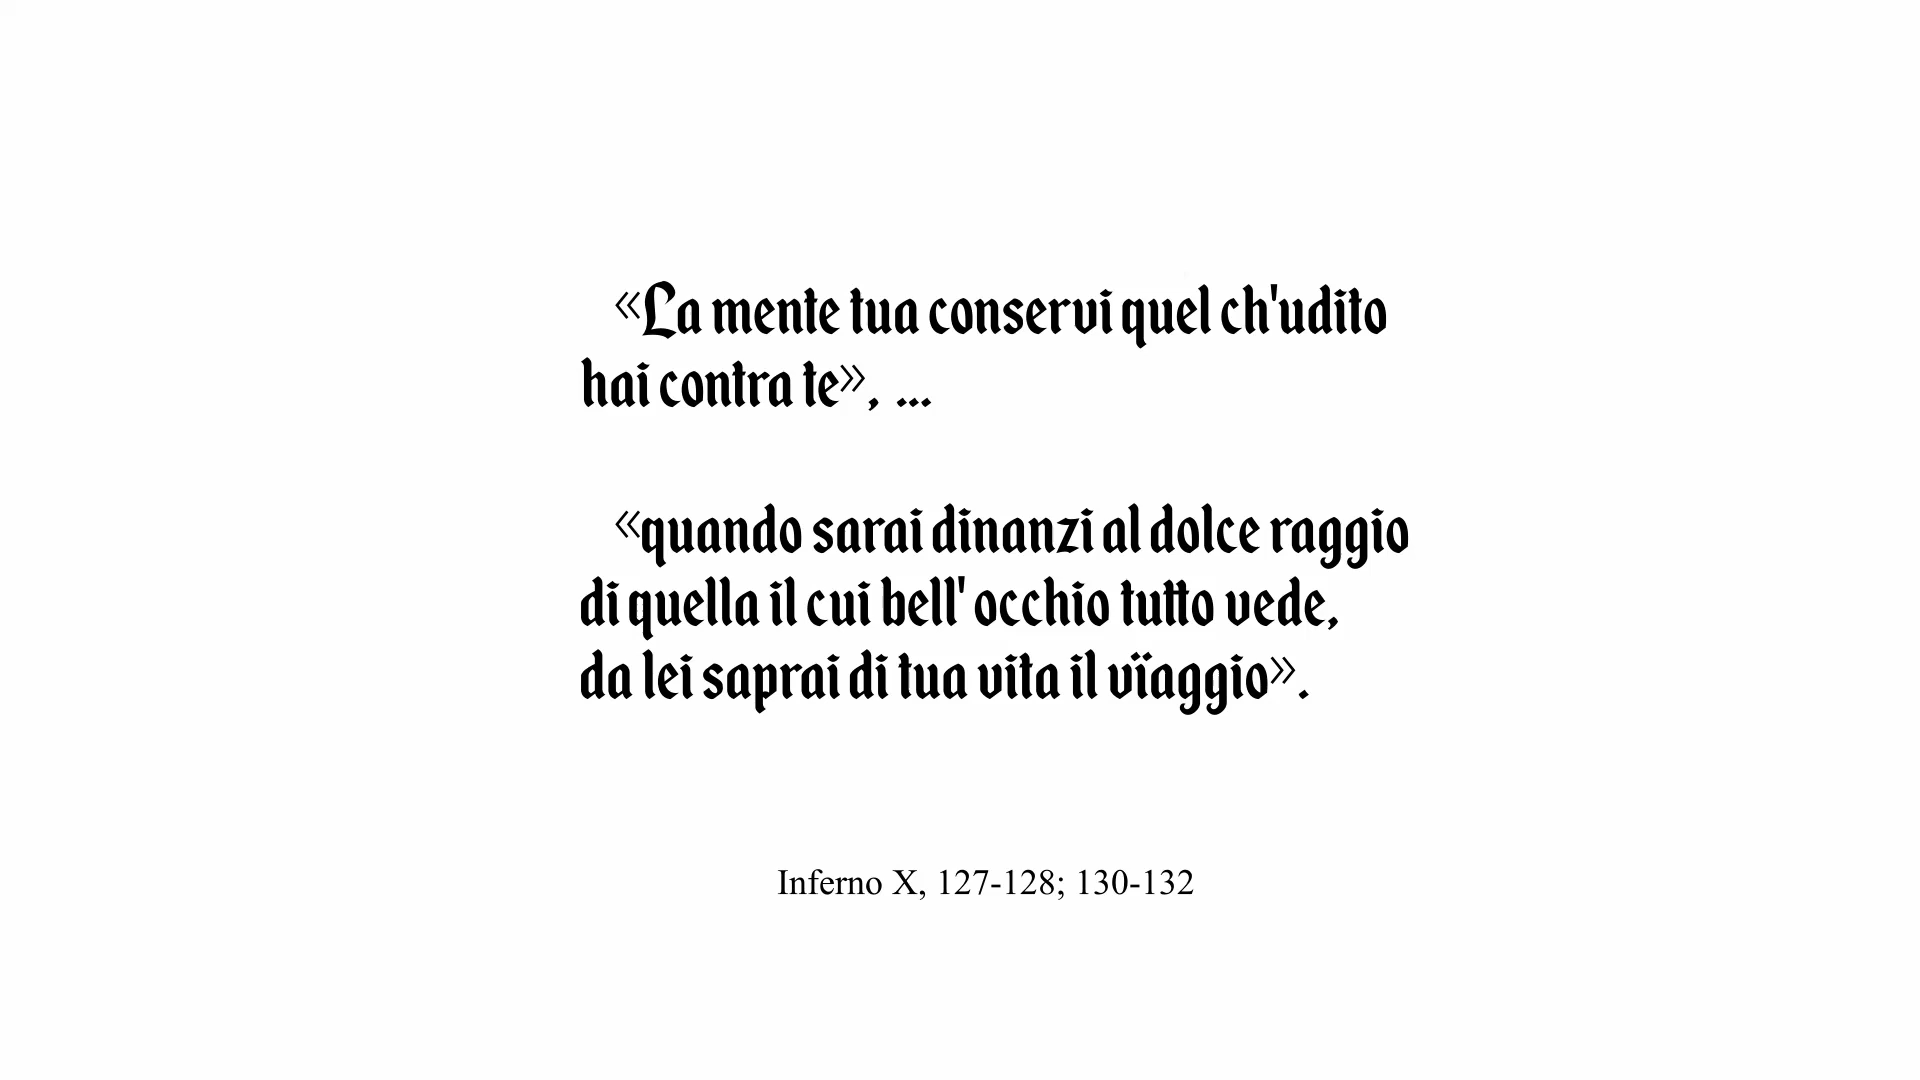 «La mente tua conservi quel ch'udito
hai contra te», ...
«quando sarai dinanzi al dolce raggio
di quella il cui bell' occhio tutto vede,
da lei saprai di tua vita il vïaggio».
Inferno X, 127-128; 130-132